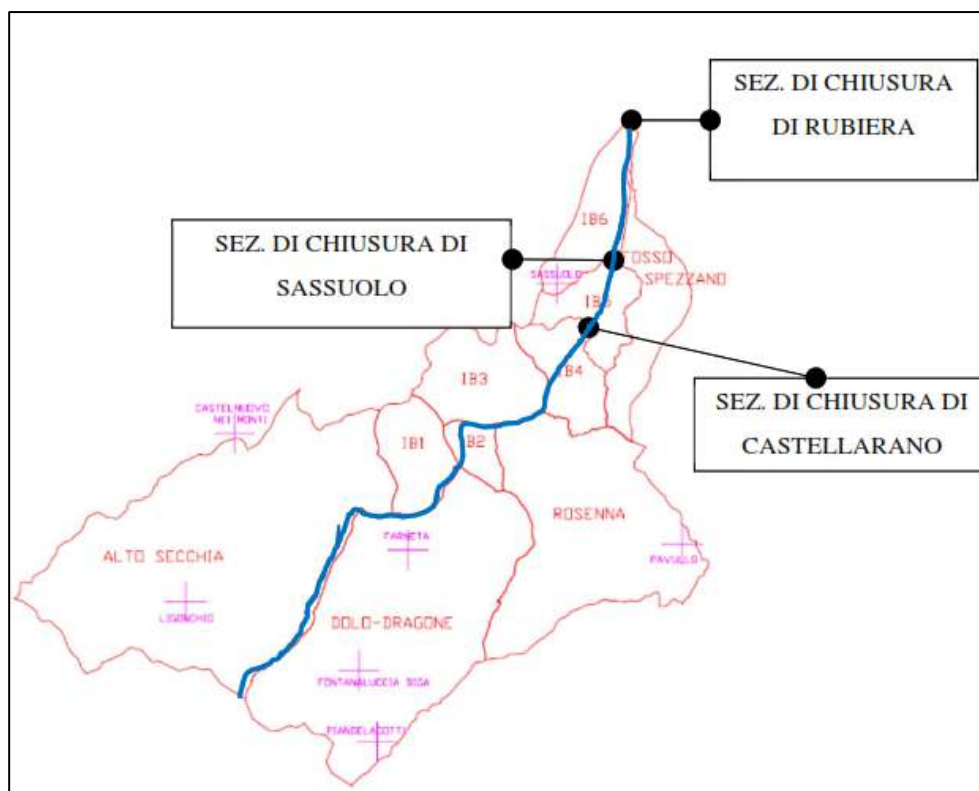 SEZ. DI CHIUSURA
DI RUBIERA
SEZ. DI CHIUSURA DI
SASSUOLO
IB6
FOSSO
SPEZZANO
SASSUOLO
IB5
SEZ. DI CHIUSURA DI
CASTELLARANO
IB3
IB4
CASTELNUOVO
NEI MONTI
IB1
B2
ROSENNA
FARNETA
PAVULLO
ALTO SECCHIA
LIGONCHIO
DOLO-DRAGONE
FONTANALUCCIA DIGA
PIANDELAGOTTI